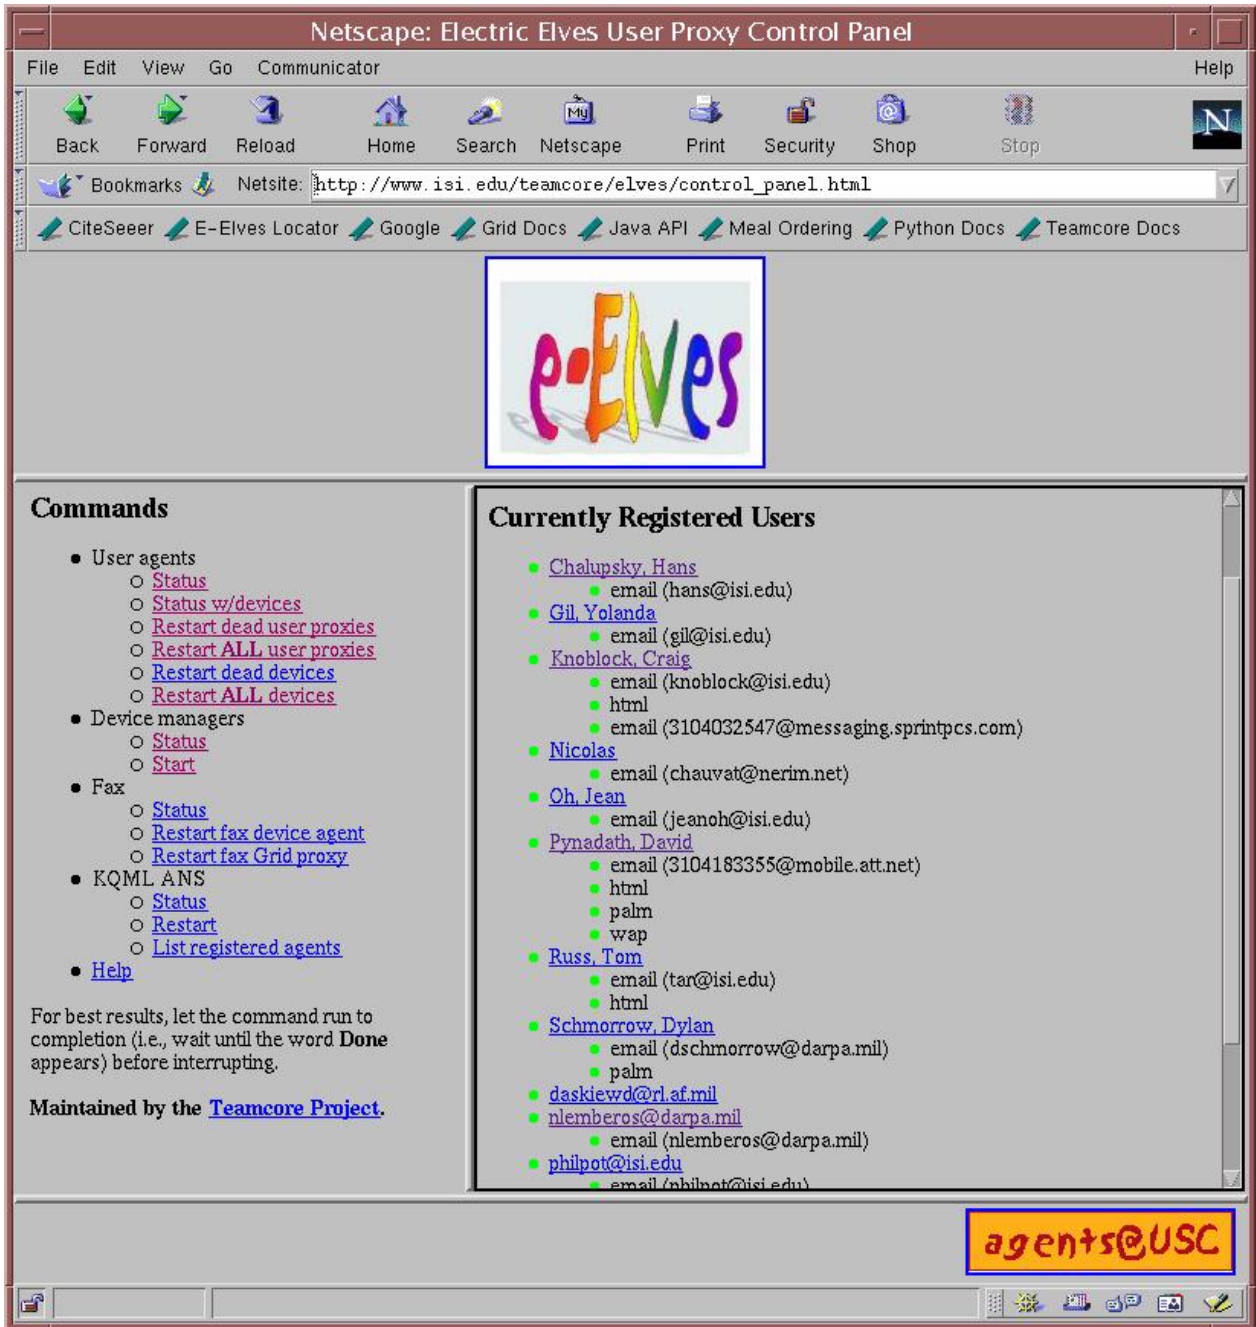 Netscape: Electric Elves User Proxy Control Panel
File Edit View Go Communicator Help
Back Forward Reload Home Search Netscape Print Security Shop Stop
My
N
Bookmarks Netsite: http://www.isi.edu/teamcore/elves/control_panel.html
CiteSeeer E-Elves Locator Google Grid Docs Java API Meal Ordering Python Docs Teamcore Docs
e-Elves
Commands
User agents
Status
Status w/devices
Restart dead user proxies
Restart ALL user proxies
Restart dead devices
Restart ALL devices
Device managers
Status
Start
Fax
Status
Restart fax device agent
Restart fax Grid proxy
KQML ANS
Status
Restart
List registered agents
Help
For best results, let the command run to
completion (i.e., wait until the word Done
appears) before interrupting.
Maintained by the Teamcore Project.
Currently Registered Users
Chalupsky, Hans
email (hans@isi.edu)
Gil, Yolanda
email (gil@isi.edu)
Knoblock, Craig
email (knoblock@isi.edu)
html
email (3104032547@messaging.sprintpcs.com)
Nicolas
email (chauvat@nerim.net)
Oh, Jean
email (jeanoh@isi.edu)
Pynadath, David
email (3104183355@mobile.att.net)
html
palm
wap
Russ, Tom
email (tar@isi.edu)
html
Schmorrow, Dylan
email (dschmorrow@darpa.mil)
palm
daskiewd@rl.af.mil
nlemberos@darpa.mil
email (nlemberos@darpa.mil)
philpot@isi.edu
email (philpot@isi.edu)
agents@USC